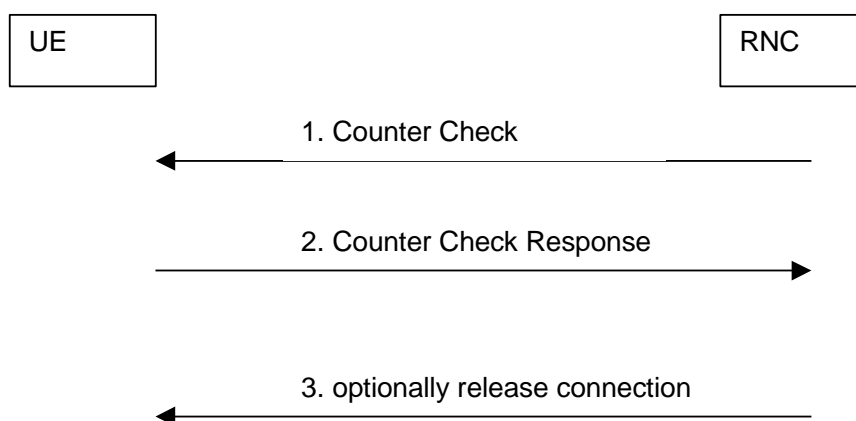 UE
RNC
1. Counter Check
2. Counter Check Response
3. optionally release connection